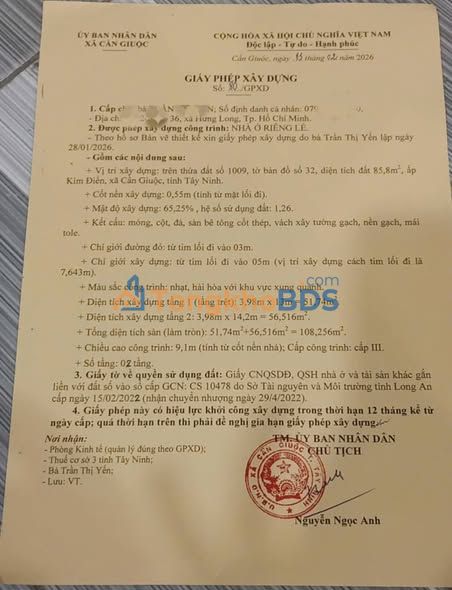 ỦY BAN NHÂN DÂN
XÃ CẦN GIUỘC
CỘNG HÒA XÃ HỘI CHỦ NGHĨA VIỆT NAM
Độc lập - Tự do - Hạnh phúc
Cần Giuộc, ngày 13 tháng 02 năm 2026
GIẤY PHÉP XÂY DỰNG
Số: /GPXD
1. Cấp Số định danh cá nhân: 079 0.
- Địa 36, xã Hưng Long, Tp. Hồ Chí Minh.
2. Được phép xây dựng công trình: NHÀ Ở RIÊNG LẺ.
- Theo hồ sơ Bản vẽ thiết kế xin giấy phép xây dựng do bà Trần Thị Yến lập ngày
28/01/2026.
- Gồm các nội dung sau:
+ Vị trí xây dựng: trên thửa đất số 1009, tờ bản đồ số 32, diện tích đất 85,8m², ấp
Kim Điền, xã Cần Giuộc, tỉnh Tây Ninh.
+ Cốt nền xây dựng: 0,55m (tính từ mặt lối đi).
+ Mật độ xây dựng: 65,25% , hệ số sử dụng đất: 1,26.
+ Kết cấu: móng, cột, đà, sàn bê tông cốt thép, vách xây tường gạch, nền gạch, mái
tole.
+ Chỉ giới đường đỏ: từ tim lối đi vào 03m.
+ Chỉ giới xây dựng: từ tim lối đi vào 05m (vị trí xây dựng cách tim lối đi là
7,643m).
+ Màu sắc công trình: nhạt, hài hòa với khu vực xung quanh.
+ Diện tích xây dựng tầng 1 (tầng trệt): 3,98m x 13m = 51,74m²
+ Diện tích xây dựng tầng 2: 3,98m x 14,2m = 56,516m².
+ Tổng diện tích sàn (làm tròn): 51,74m²+56,516m² = 108,256m².
+ Chiều cao công trình: 9,1m (tính từ cốt nền nhà); Cấp công trình: cấp III.
+ Số tầng: 02 tầng.
3. Giấy tờ về quyền sử dụng đất: Giấy CNQSDĐ, QSH nhà ở và tài sản khác gắn
liền với đất số vào sổ cấp GCN: CS 10478 do Sở Tài nguyên và Môi trường tỉnh Long An
cấp ngày 15/02/2022 (nhận chuyển nhượng ngày 29/4/2022).
4. Giấy phép này có hiệu lực khởi công xây dựng trong thời hạn 12 tháng kể từ
ngày cấp; quá thời hạn trên thì phải đề nghị gia hạn giấy phép xây dựng./.
Nơi nhận:
- Phòng Kinh tế (quản lý đúng theo GPXD);
- Thuế cơ sở 3 tỉnh Tây Ninh;
- Bà Trần Thị Yến;
- Lưu: VT.
TM. ỦY BAN NHÂN DÂN
CHỦ TỊCH
Nguyễn Ngọc Anh